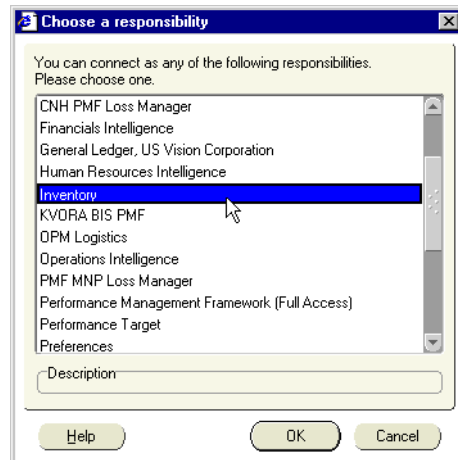 Choose a responsibility
You can connect as any of the following responsibilities.
Please choose one.
CNH PMF Loss Manager
Financials Intelligence
General Ledger, US Vision Corporation
Human Resources Intelligence
Inventory
KVORA BIS PMF
OPM Logistics
Operations Intelligence
PMF MNP Loss Manager
Performance Management Framework (Full Access)
Performance Target
Preferences
Description
Help
OK
Cancel